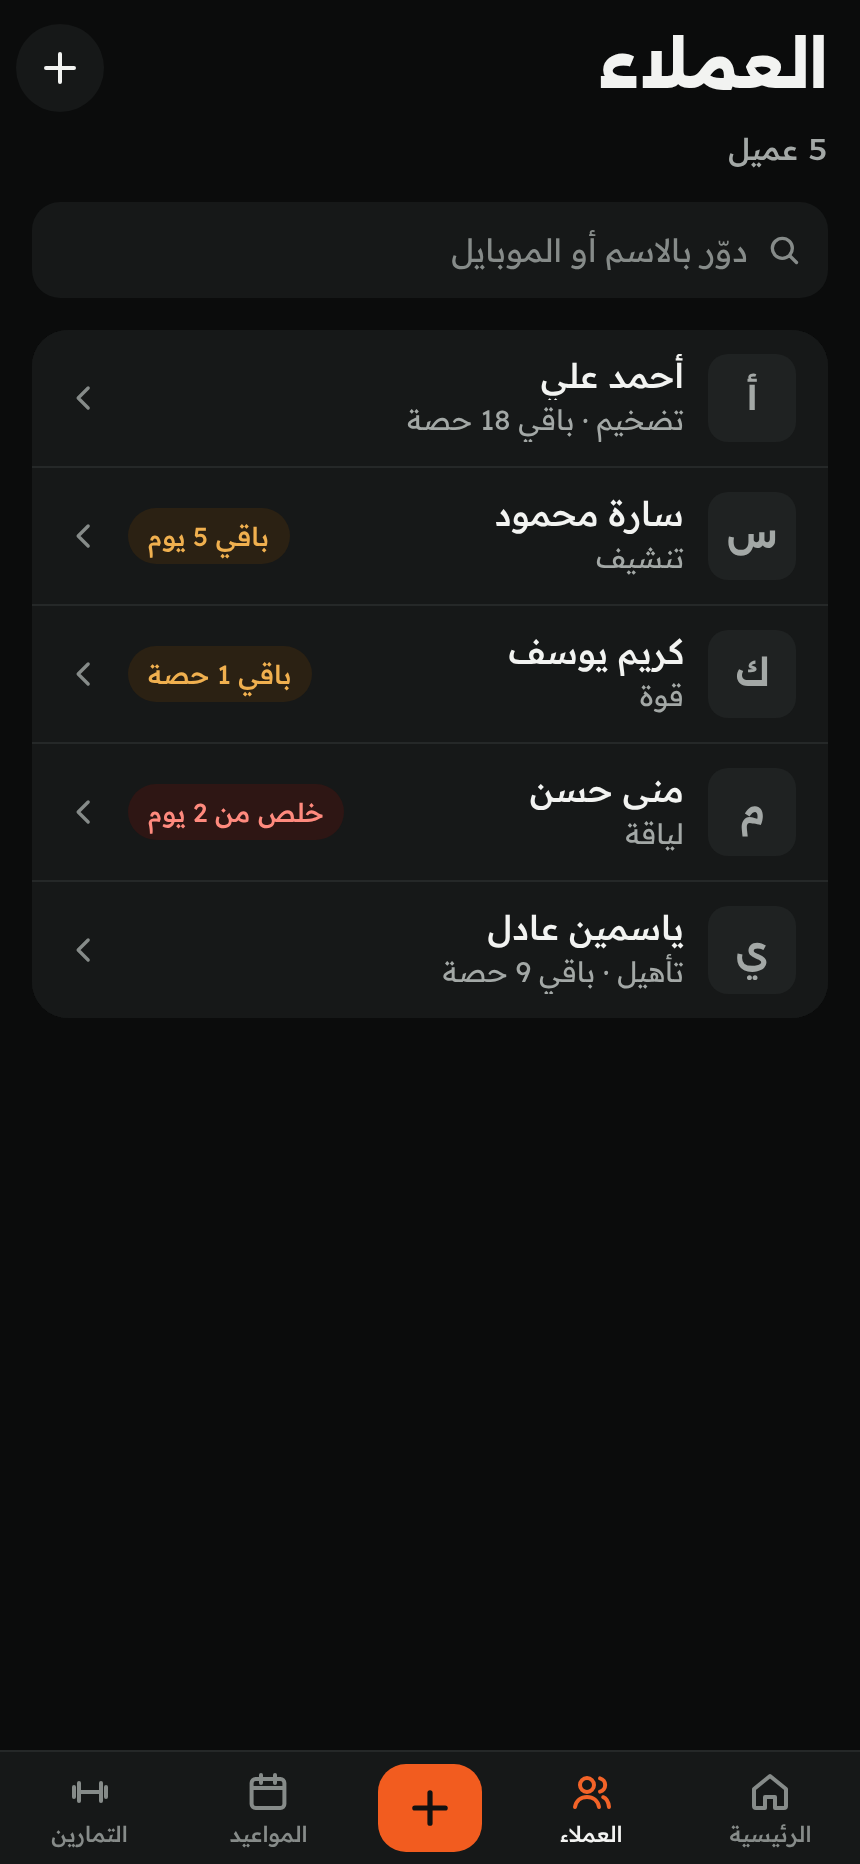 العملاء
5 عميل
دوّر بالاسم أو الموبايل
أ
أحمد علي
تضخيم · باقي 18 حصة
س
سارة محمود
تنشيف
باقي 5 يوم
ك
كريم يوسف
قوة
باقي 1 حصة
م
منى حسن
لياقة
خلص من 2 يوم
ي
ياسمين عادل
تأهيل · باقي 9 حصة
الرئيسية
العملاء
المواعيد
التمارين